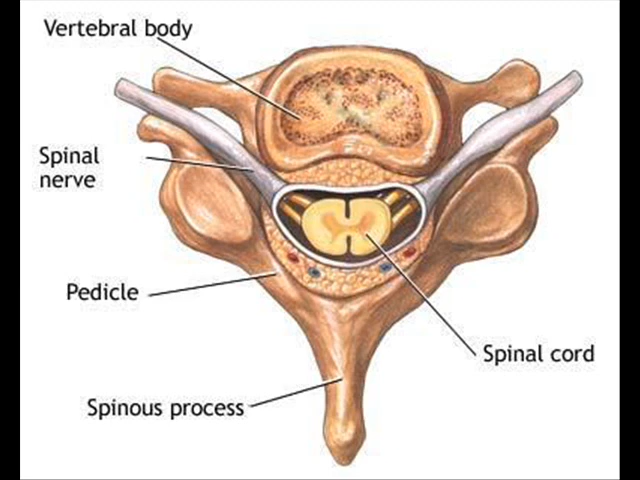 Vertebral body
Spinal
nerve
Pedicle
Spinal cord
Spinous process